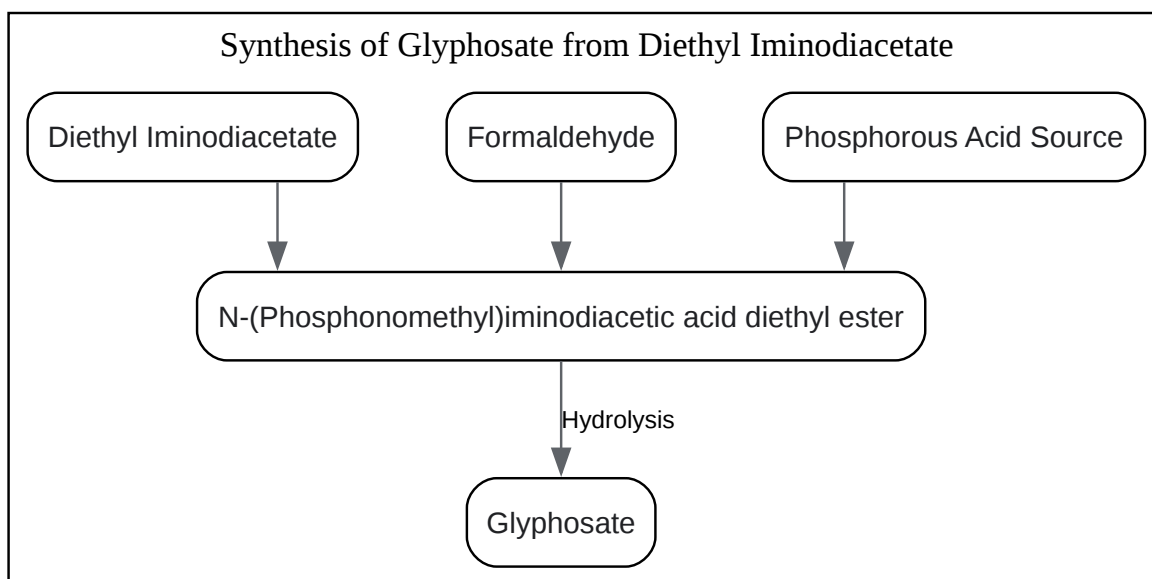 Synthesis of Glyphosate from Diethyl Iminodiacetate
Diethyl Iminodiacetate
Formaldehyde
Phosphorous Acid Source
N-(Phosphonomethyl)iminodiacetic acid diethyl ester
Hydrolysis
Glyphosate